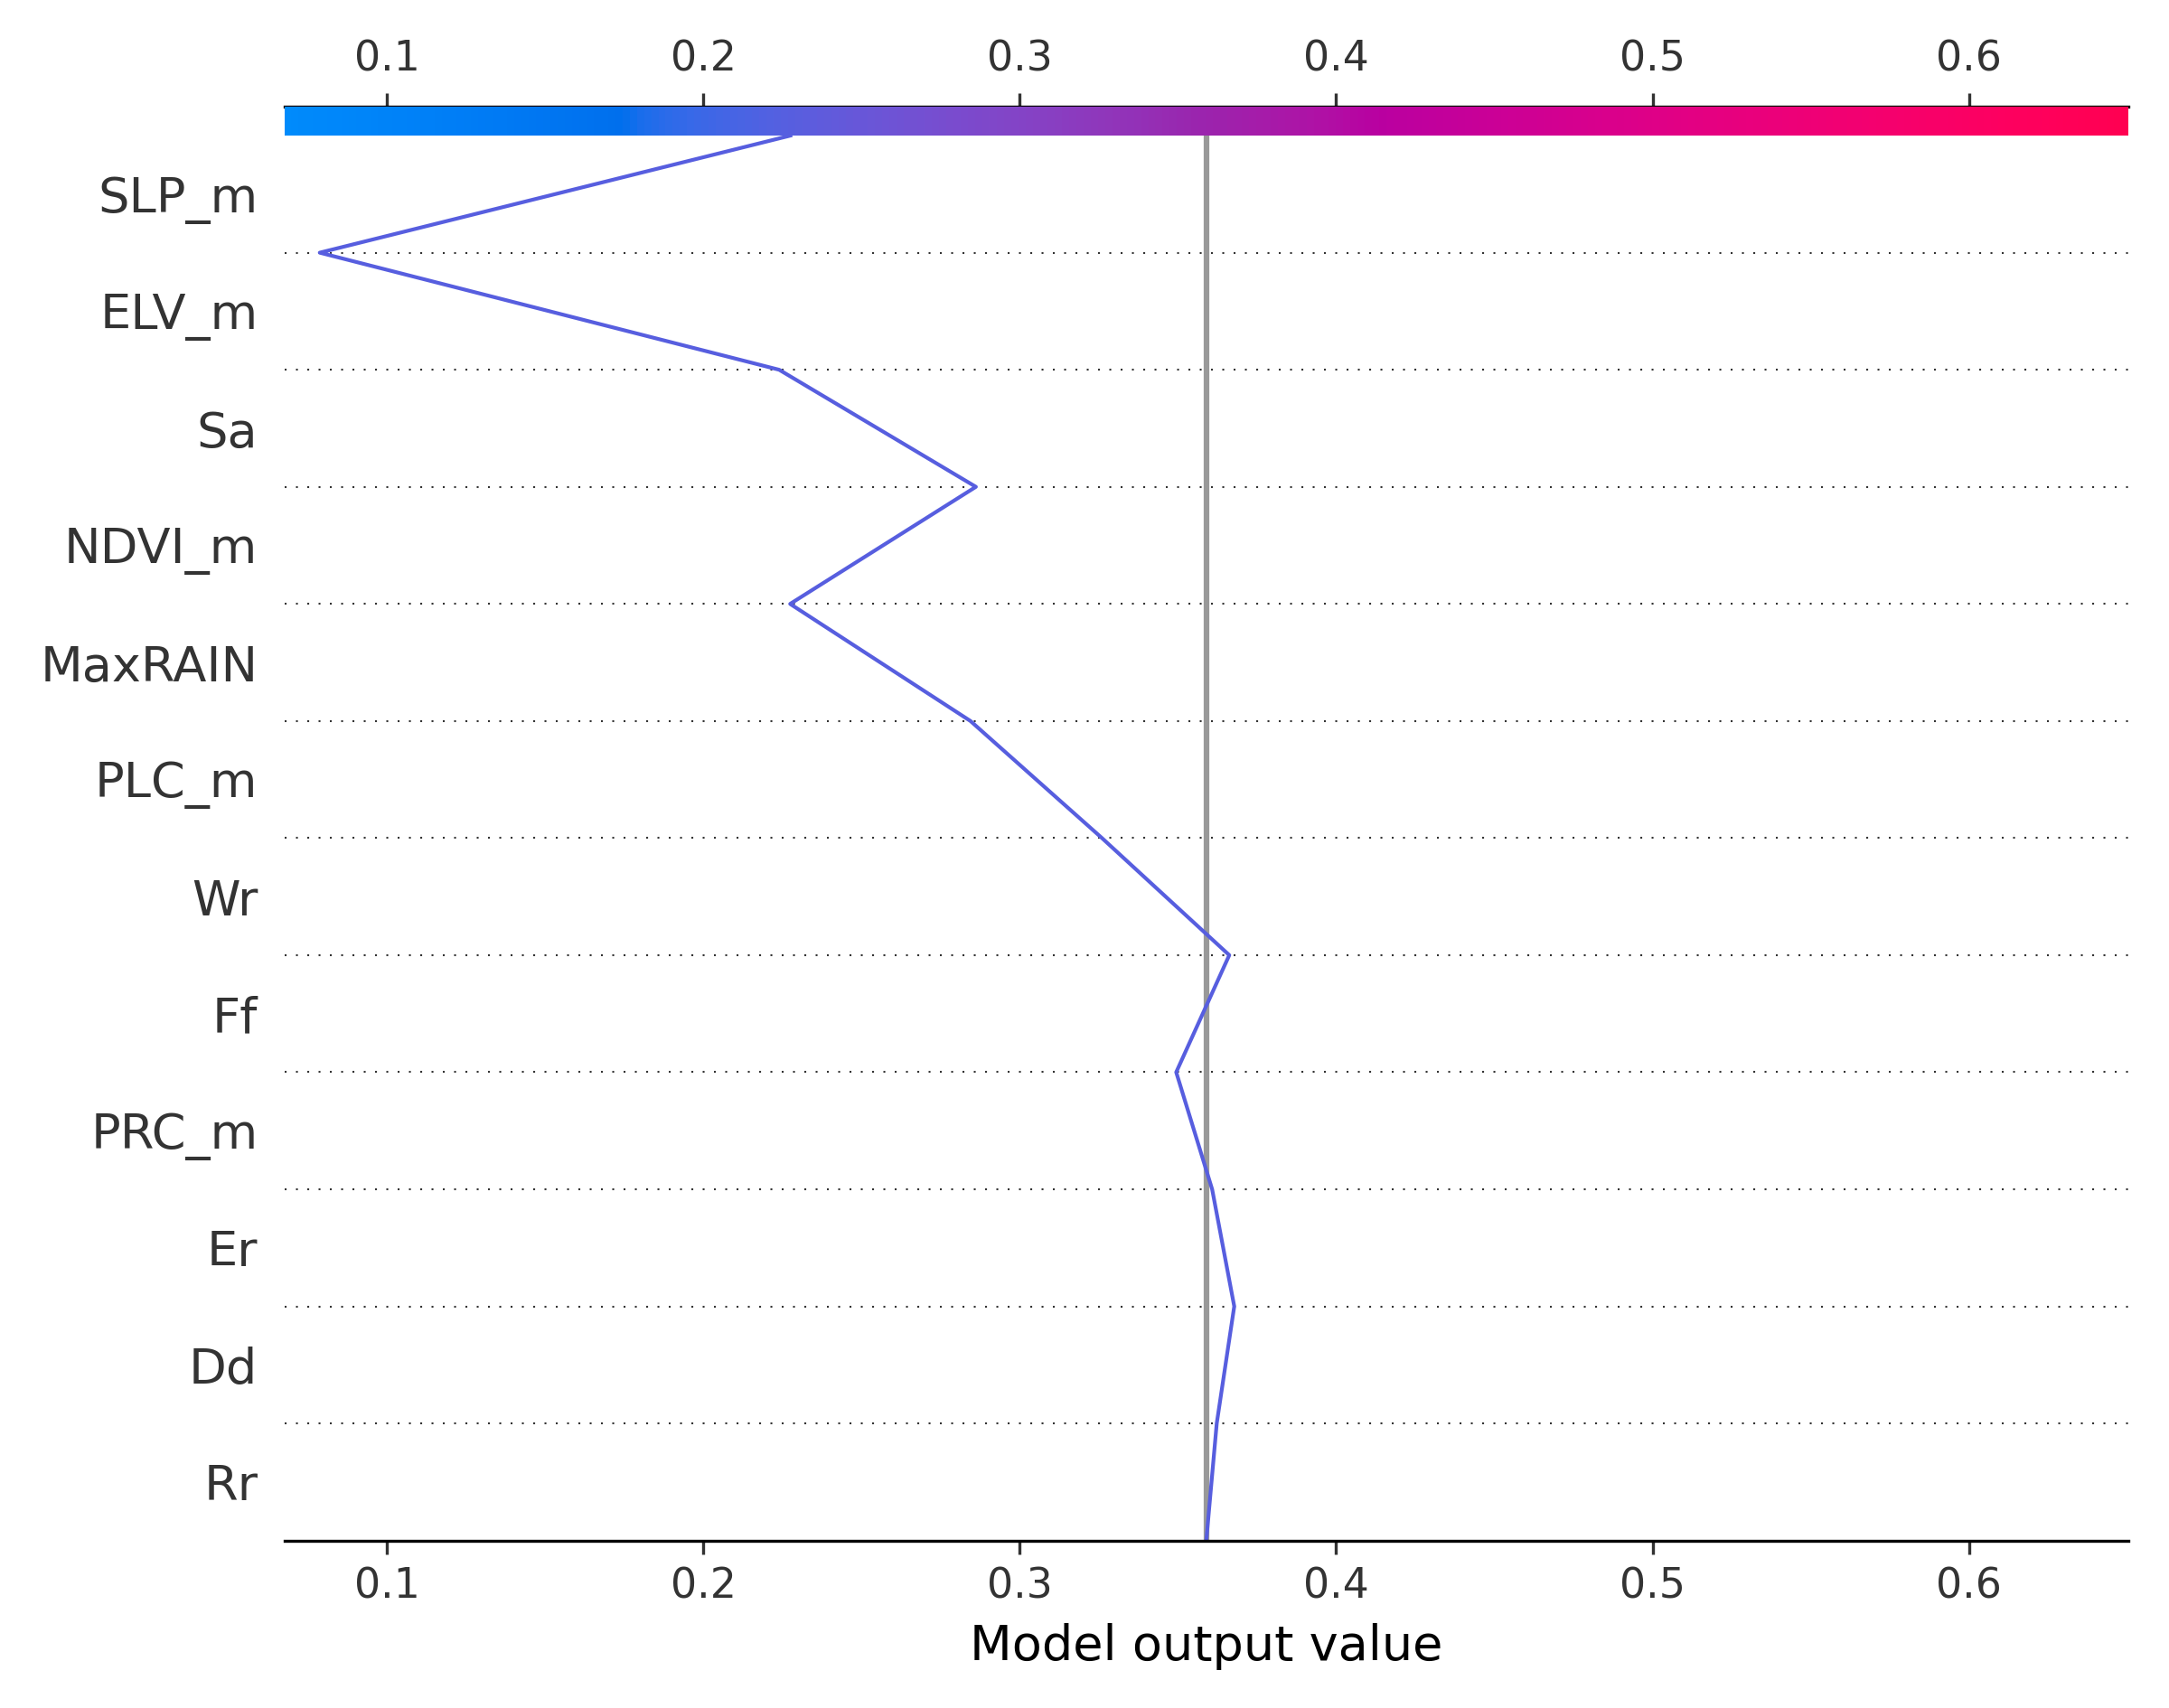 0.1 0.2 0.3 0.4 0.5 0.6
SLP_m
ELV_m
Sa
NDVI_m
MaxRAIN
PLC_m
Wr
Ff
PRC_m
Er
Dd
Rr
0.1 0.2 0.3 0.4 0.5 0.6
Model output value